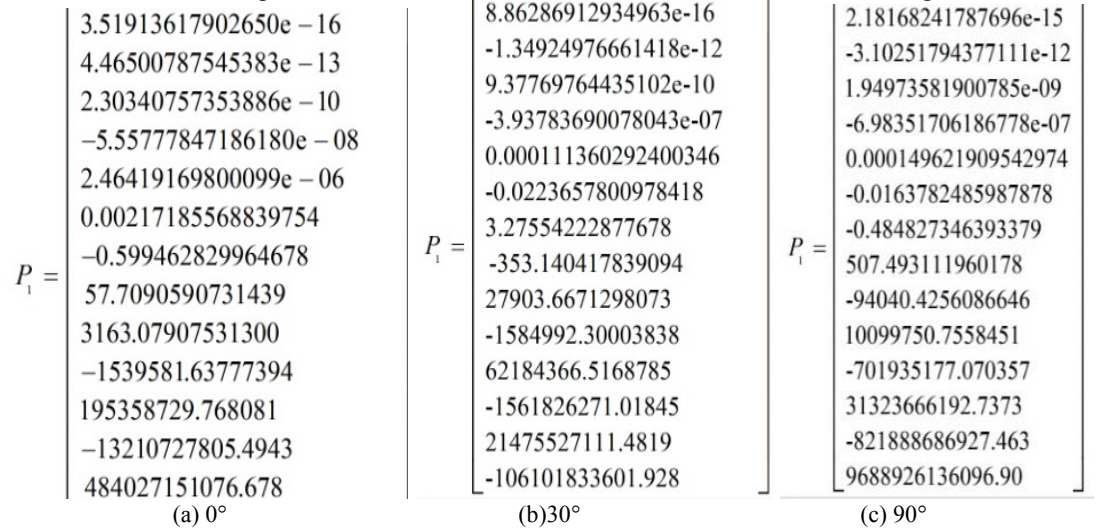 P₁ =
3.51913617902650e – 16
4.46500787545383e – 13
2.30340757353886e – 10
–5.55777847186180e – 08
2.46419169800099e – 06
0.00217185568839754
–0.599462829964678
57.7090590731439
3163.07907531300
–1539581.63777394
195358729.768081
–13210727805.4943
484027151076.678
(a) 0°
P₁ =
8.86286912934963e-16
-1.34924976661418e-12
9.37769764435102e-10
-3.93783690078043e-07
0.000111360292400346
-0.0223657800978418
3.27554222877678
-353.140417839094
27903.6671298073
-1584992.30003838
62184366.5168785
-1561826271.01845
21475527111.4819
-106101833601.928
(b)30°
P₁ =
2.18168241787696e-15
-3.10251794377111e-12
1.94973581900785e-09
-6.98351706186778e-07
0.000149621909542974
-0.0163782485987878
-0.484827346393379
507.493111960178
-94040.4256086646
10099750.7558451
-701935177.070357
31323666192.7373
-821888686927.463
9688926136096.90
(c) 90°